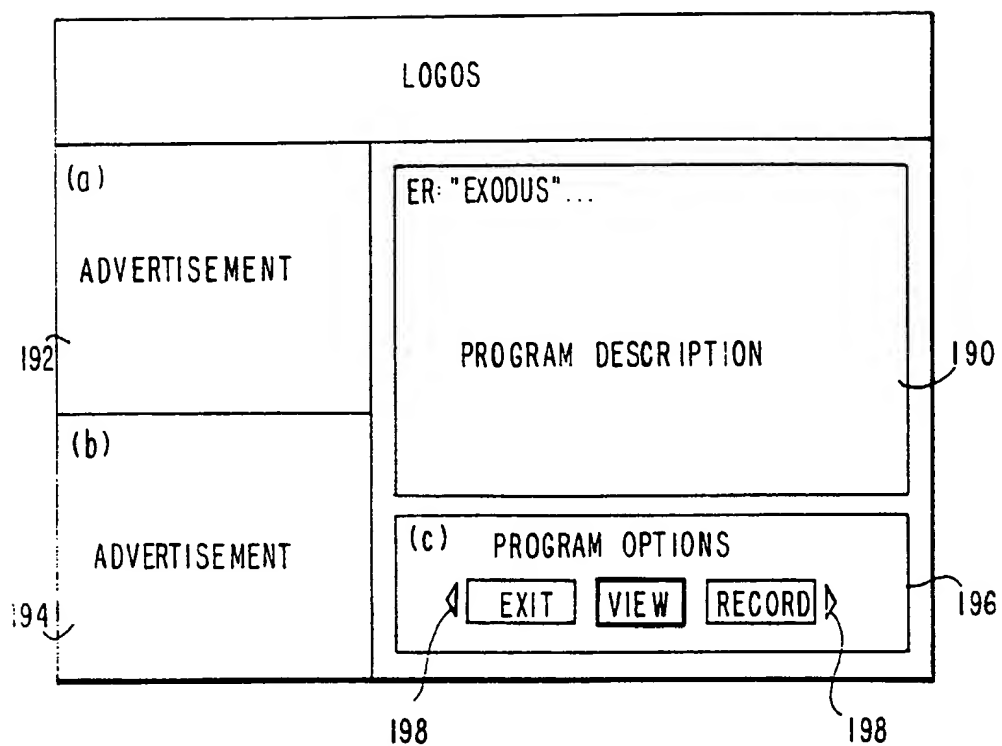 LOGOS
(a)
ADVERTISEMENT
192
(b)
ADVERTISEMENT
194
ER: "EXODUS"...
PROGRAM DESCRIPTION
190
(c) PROGRAM OPTIONS
EXIT VIEW RECORD
196
198 198